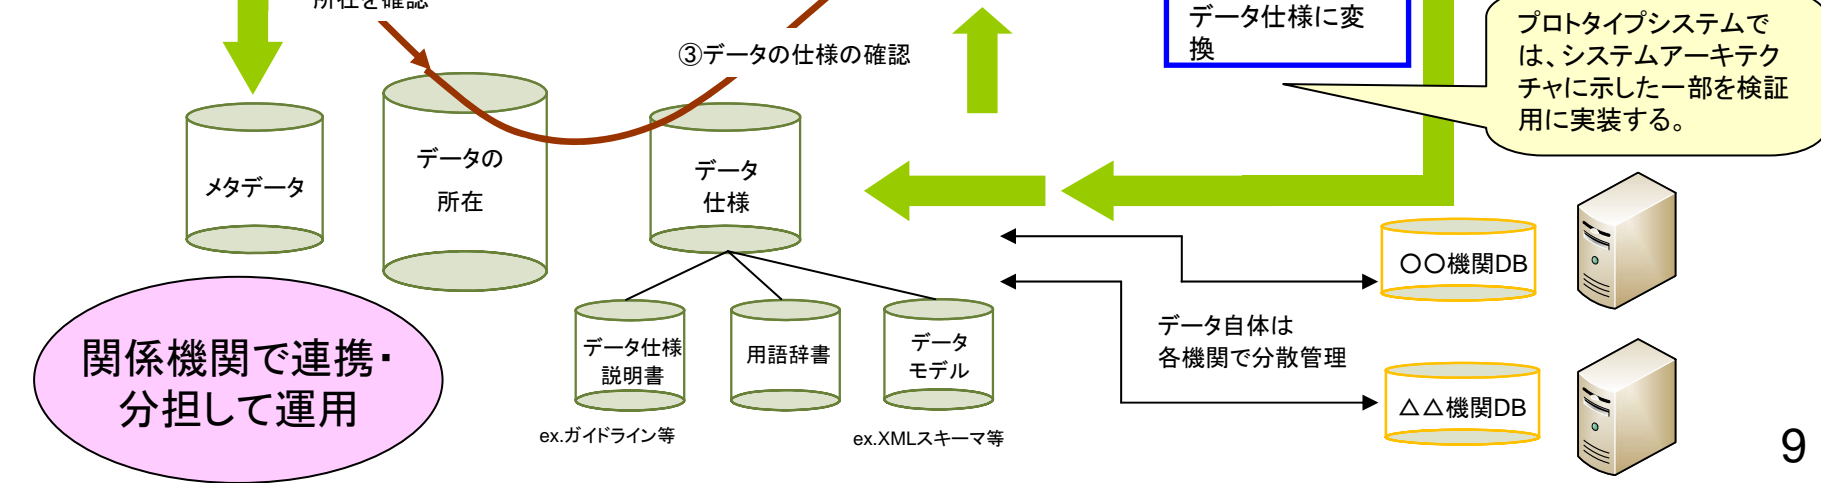 所在を確認
③データの仕様の確認
データ仕様に変
換
プロトタイプシステムで
は、システムアーキテク
チャに示した一部を検証
用に実装する。
メタデータ
データの
所在
データ
仕様
〇〇機関DB
関係機関で連携・
分担して運用
データ仕様
説明書
用語辞書
データ
モデル
データ自体は
各機関で分散管理
△△機関DB
ex.ガイドライン等
ex.XMLスキーマ等
9